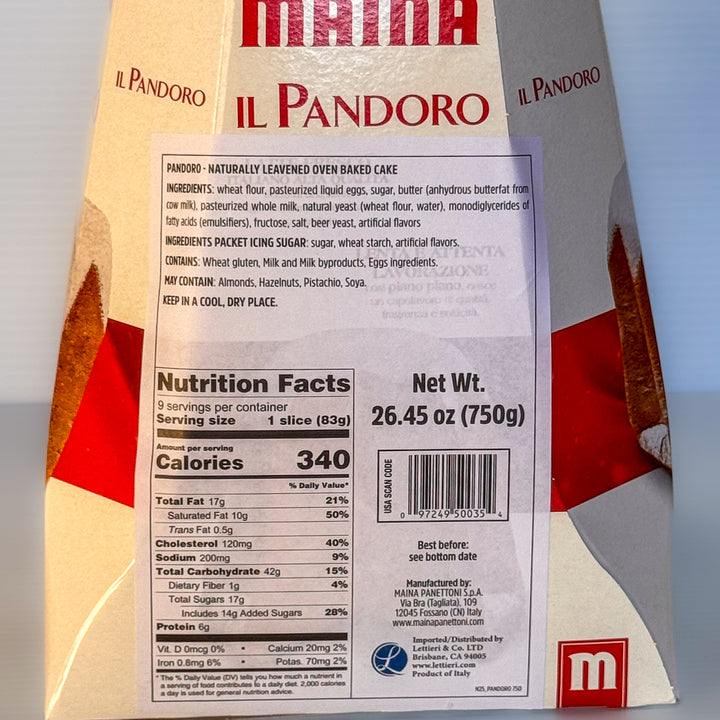 MAINA
IL PANDORO
IL PANDORO
IL PANDORO
PANDORO - NATURALLY LEAVENED OVEN BAKED CAKE
INGREDIENTS: wheat flour, pasteurized liquid eggs, sugar, butter (anhydrous butterfat from
cow milk), pasteurized whole milk, natural yeast (wheat flour, water), monodiglycerides of
fatty acids (emulsifiers), fructose, salt, beer yeast, artificial flavors
INGREDIENTS PACKET ICING SUGAR: sugar, wheat starch, artificial flavors.
CONTAINS: Wheat gluten, Milk and Milk byproducts, Eggs ingredients.
MAY CONTAIN: Almonds, Hazelnuts, Pistachio, Soya.
KEEP IN A COOL, DRY PLACE.
LENTA E ATTENTA
LAVORAZIONE
Nutrition Facts
9 servings per container
Serving size 1 slice (83g)
Amount per serving
Calories 340
% Daily Value*
Total Fat 17g 21%
Saturated Fat 10g 50%
Trans Fat 0.5g
Cholesterol 120mg 40%
Sodium 200mg 9%
Total Carbohydrate 42g 15%
Dietary Fiber 1g 4%
Total Sugars 17g
Includes 14g Added Sugars 28%
Protein 6g
Vit. D 0mcg 0% • Calcium 20mg 2%
Iron 0.8mg 6% • Potas. 70mg 2%
* The % Daily Value (DV) tells you how much a nutrient in
a serving of food contributes to a daily diet. 2,000 calories
a day is used for general nutrition advice.
Net Wt.
26.45 oz (750g)
USA SCAN CODE
0 97249 50035 4
Best before:
see bottom date
Manufactured by:
MAINA PANETTONI S.p.A.
Via Bra (Tagliata), 109
12045 Fossano (CN) Italy
www.mainapanettoni.com
L
Imported/Distributed by
Lettieri & Co. LTD
Brisbane, CA 94005
www.lettieri.com
Product of Italy
N25_PANDORO 750
m